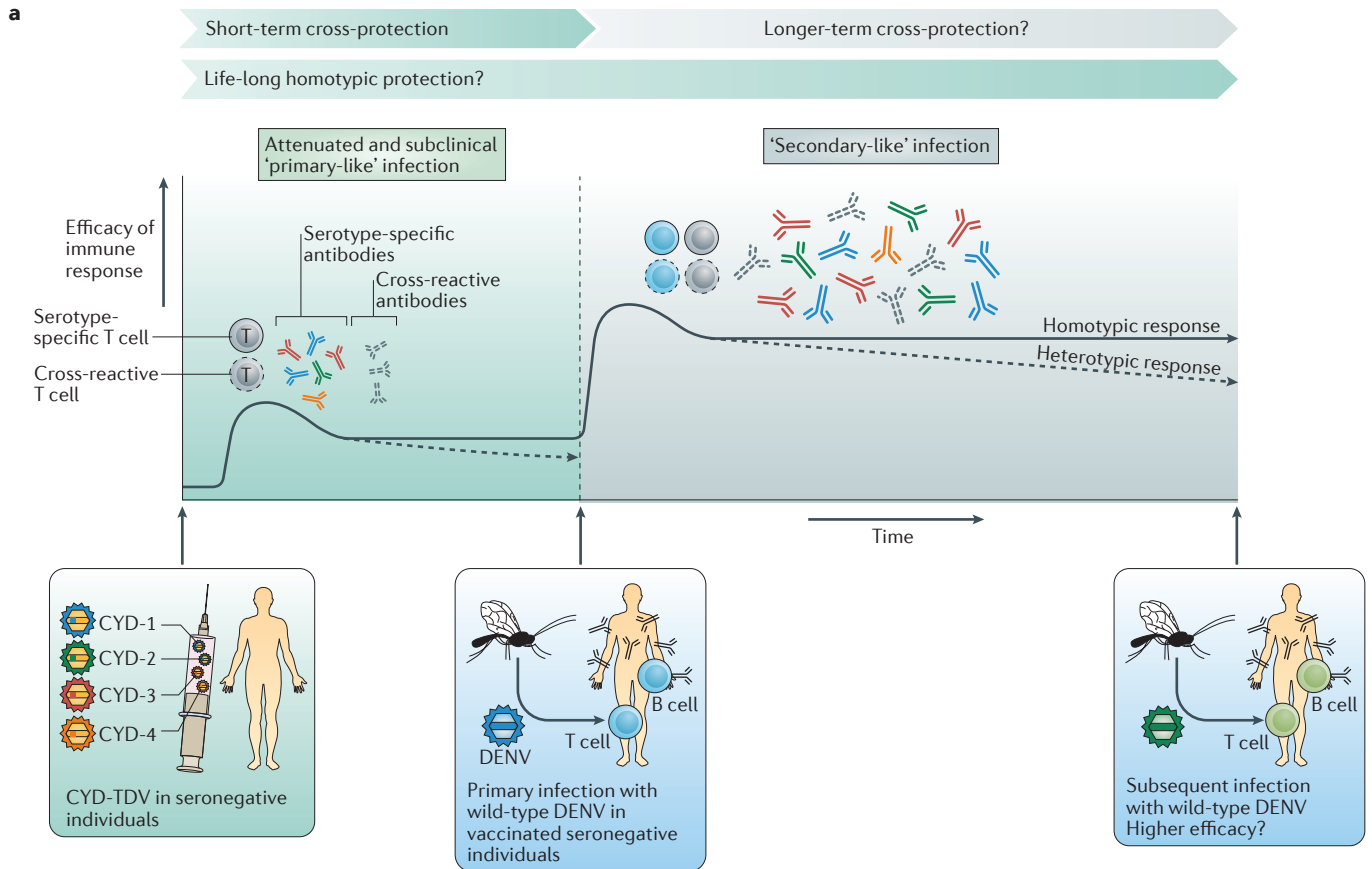 a
Short-term cross-protection
Longer-term cross-protection?
Life-long homotypic protection?
Attenuated and subclinical
‘primary-like’ infection
‘Secondary-like’ infection
Efficacy of
immune
response
Serotype-specific
antibodies
Cross-reactive
antibodies
Serotype-
specific T cell
T
Cross-reactive
T cell
T
Homotypic response
Heterotypic response
Time
CYD-1
CYD-2
CYD-3
CYD-4
CYD-TDV in seronegative
individuals
B cell
T cell
DENV
Primary infection with
wild-type DENV in
vaccinated seronegative
individuals
B cell
T cell
Subsequent infection
with wild-type DENV
Higher efficacy?